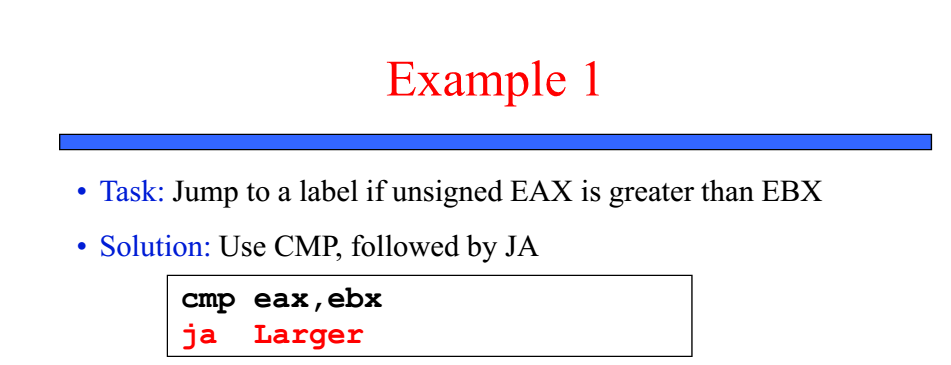 Example 1
• Task: Jump to a label if unsigned EAX is greater than EBX
• Solution: Use CMP, followed by JA
cmp eax,ebx
ja Larger